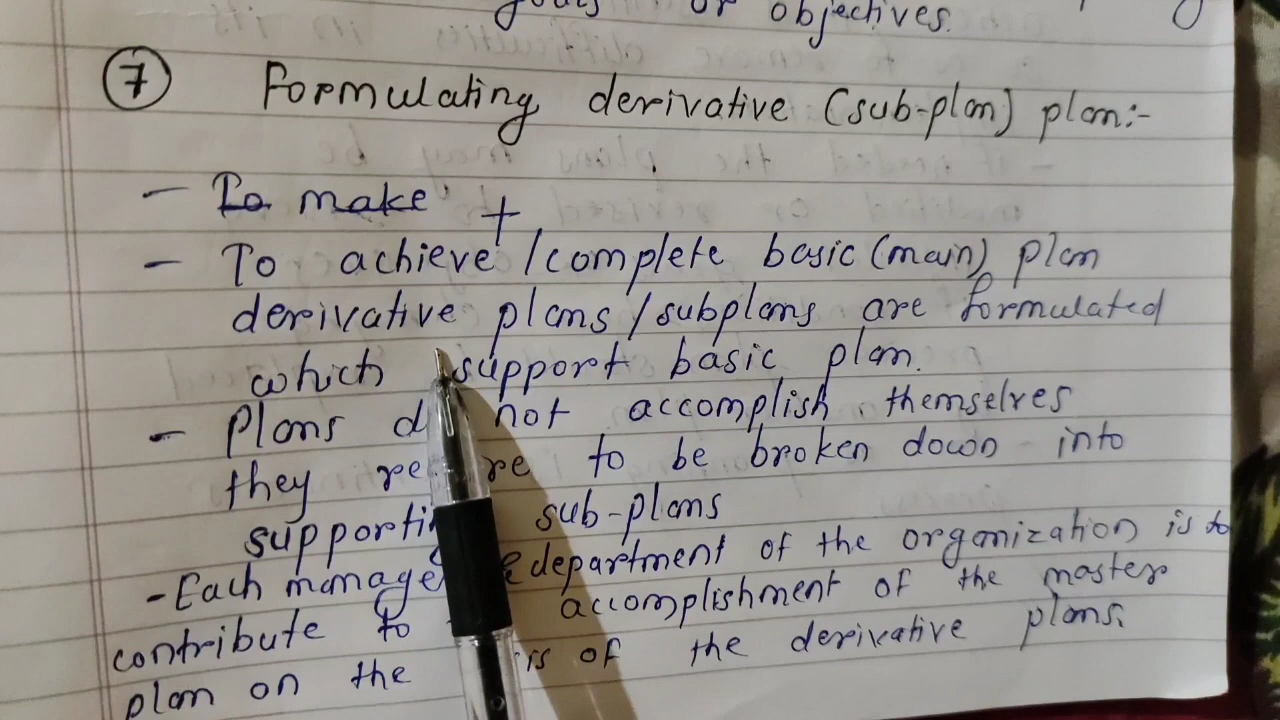 goals or objectives.
7 Formulating derivative (sub-plan) plan:-
- To make +
- To achieve / complete basic (main) plan
derivative plans / subplans are formulated
which support basic plan.
- Plans d not accomplish themselves
they re re to be broken down into
supporti sub-plans
- Each manage & department of the organization is to
contribute to accomplishment of the master
plan on the is of the derivative plans.